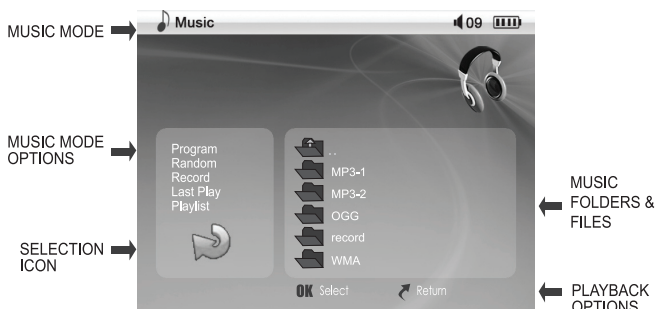 Music
09
MUSIC MODE
MUSIC MODE
OPTIONS
Program
Random
Record
Last Play
Playlist
..
MP3-1
MP3-2
OGG
record
WMA
MUSIC
FOLDERS &
FILES
SELECTION
ICON
OK Select
Return
PLAYBACK
OPTIONS